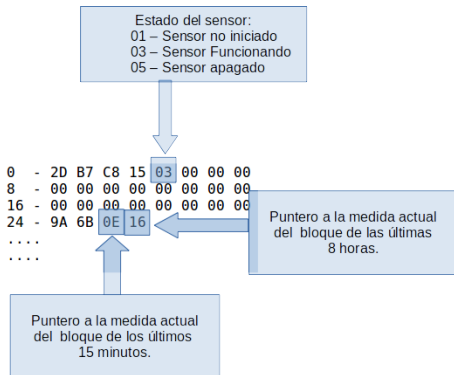 Estado del sensor:
01 – Sensor no iniciado
03 – Sensor Funcionando
05 – Sensor apagado
0 - 2D B7 C8 15 03 00 00 00
8 - 00 00 00 00 00 00 00 00
16 - 00 00 00 00 00 00 00 00
24 - 9A 6B 0E 16
....
....
Puntero a la medida actual
del bloque de las últimas
8 horas.
Puntero a la medida actual
del bloque de los últimos
15 minutos.